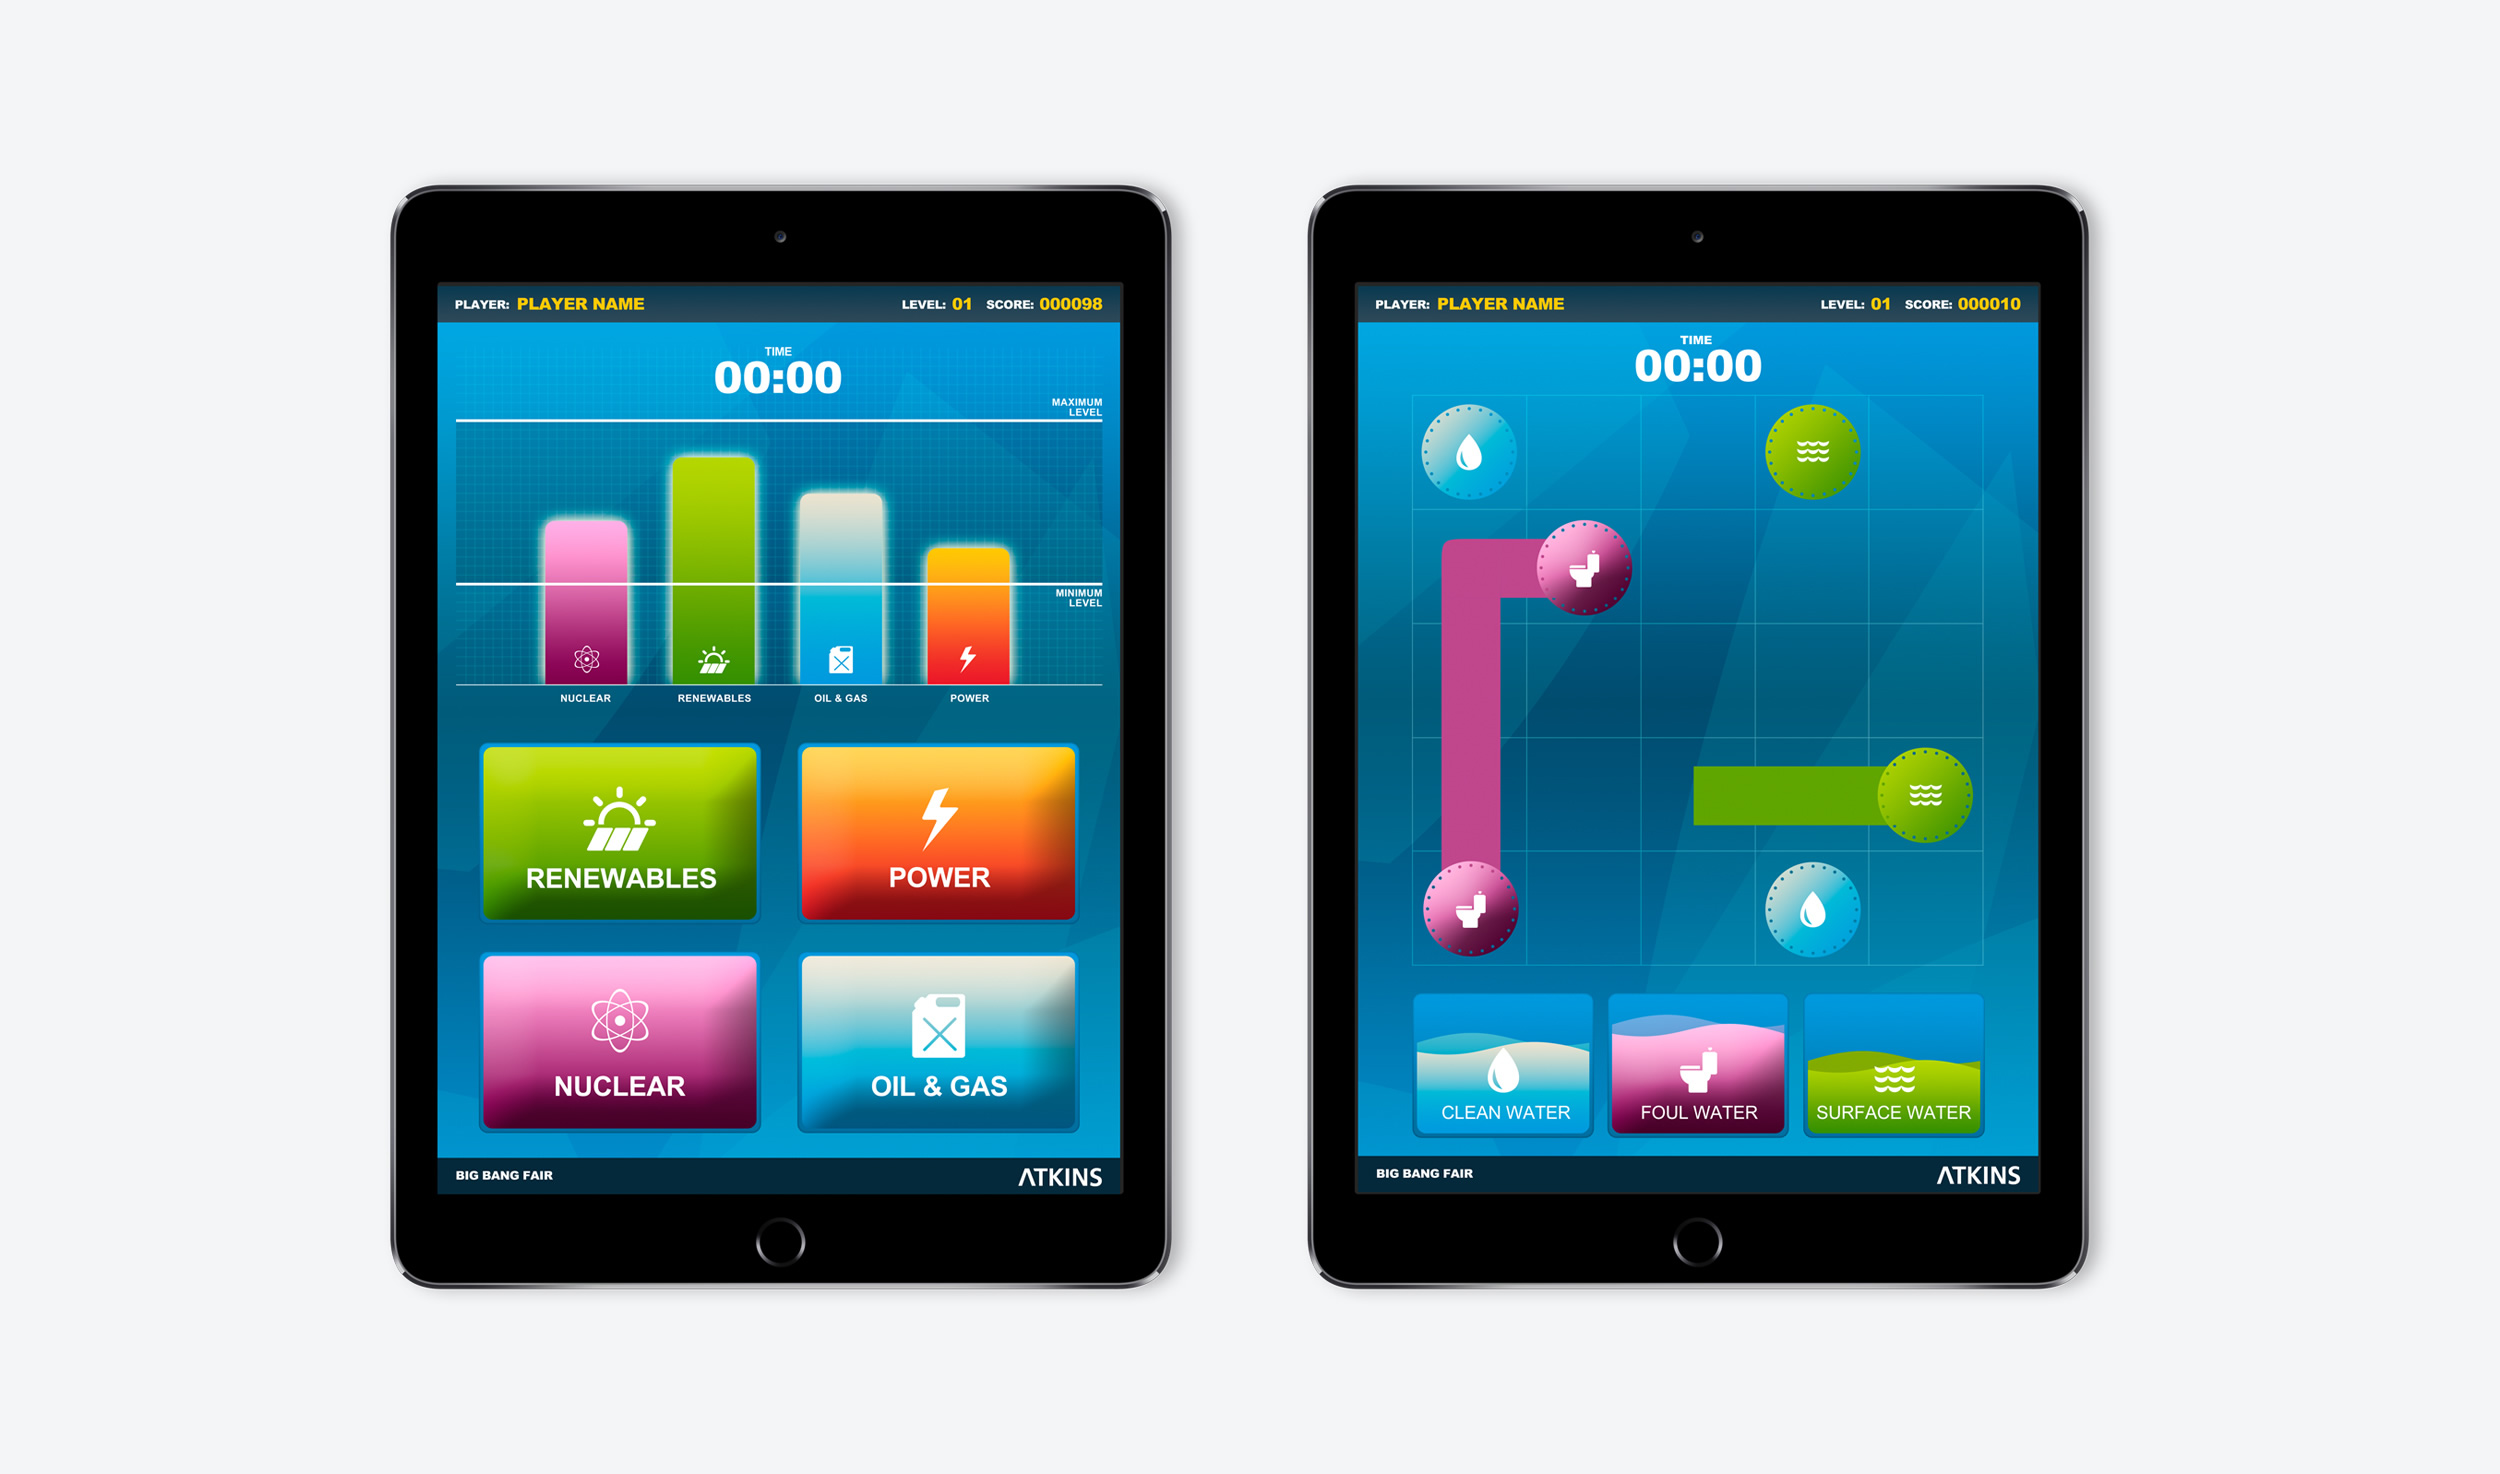 PLAYER: PLAYER NAME LEVEL: 01 SCORE: 000098
TIME
00:00
MAXIMUM
LEVEL
MINIMUM
LEVEL
NUCLEAR RENEWABLES OIL & GAS POWER
RENEWABLES
POWER
NUCLEAR
OIL & GAS
BIG BANG FAIR ATKINS
PLAYER: PLAYER NAME LEVEL: 01 SCORE: 000010
TIME
00:00
CLEAN WATER FOUL WATER SURFACE WATER
BIG BANG FAIR ATKINS